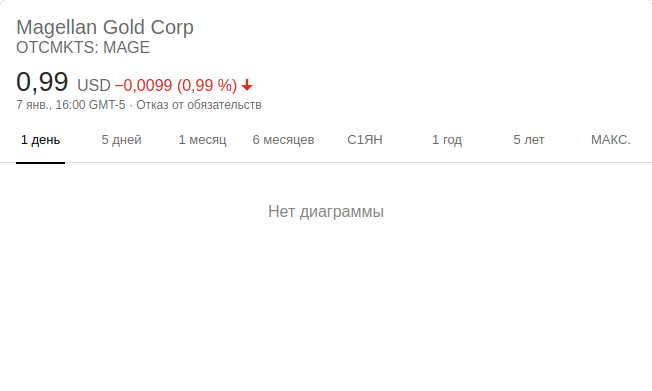 Magellan Gold Corp
OTCMKTS: MAGE
0,99 USD −0,0099 (0,99 %)
7 янв., 16:00 GMT-5 · Отказ от обязательств
1 день 5 дней 1 месяц 6 месяцев С1ЯН 1 год 5 лет МАКС.
Нет диаграммы